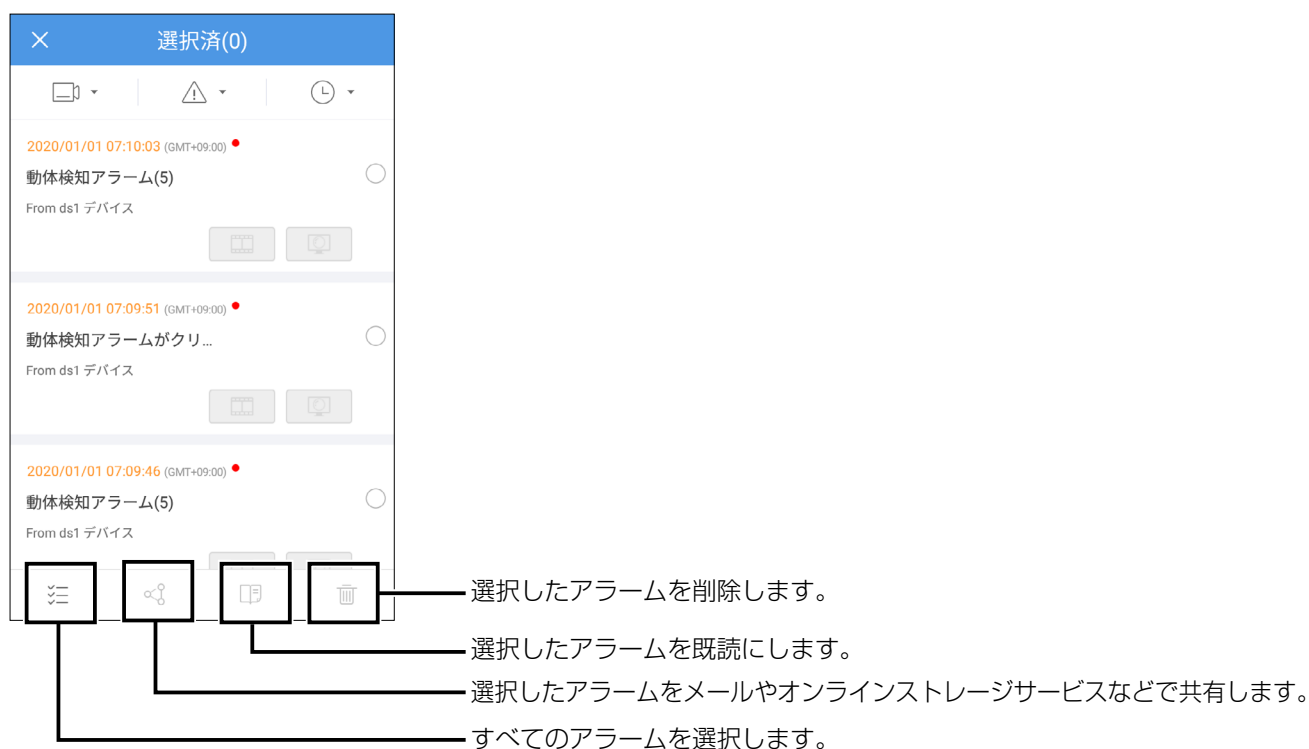 選択済(0)
2020/01/01 07:10:03 (GMT+09:00)
動体検知アラーム(5)
From ds1 デバイス
2020/01/01 07:09:51 (GMT+09:00)
動体検知アラームがクリ...
From ds1 デバイス
2020/01/01 07:09:46 (GMT+09:00)
動体検知アラーム(5)
From ds1 デバイス
選択したアラームを削除します。
選択したアラームを既読にします。
選択したアラームをメールやオンラインストレージサービスなどで共有します。
すべてのアラームを選択します。